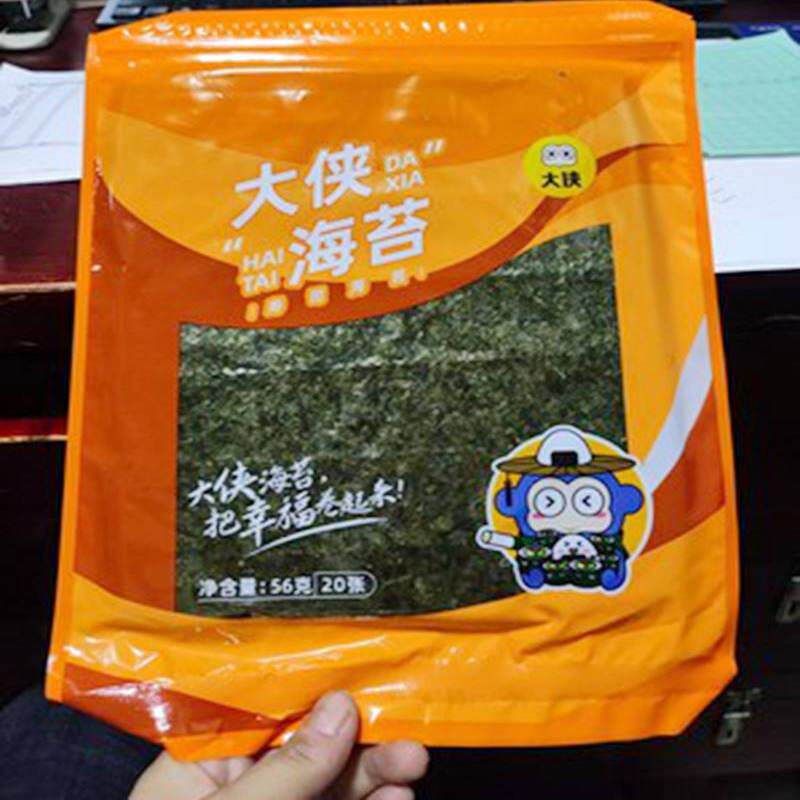 大侠 DA XIA
HAI TAI 海苔
大侠
大侠海苔，
把幸福卷起来！
净含量：56克 20张